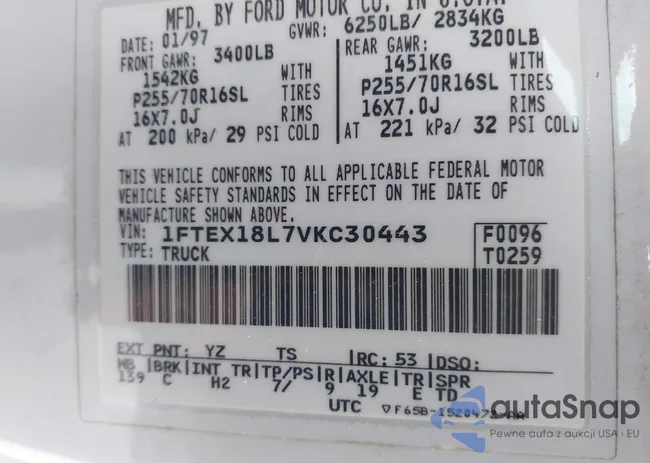 MFD. BY FORD MOTOR CO. IN U.S.A.
DATE: 01/97 GVWR: 6250LB/ 2834KG
FRONT GAWR: 3400LB REAR GAWR: 3200LB
1542KG WITH 1451KG WITH
P255/70R16SL TIRES P255/70R16SL TIRES
16X7.0J RIMS 16X7.0J RIMS
AT 200 kPa/ 29 PSI COLD AT 221 kPa/ 32 PSI COLD
THIS VEHICLE CONFORMS TO ALL APPLICABLE FEDERAL MOTOR
VEHICLE SAFETY STANDARDS IN EFFECT ON THE DATE OF
MANUFACTURE SHOWN ABOVE.
VIN: 1FTEX18L7VKC30443 F0096
TYPE: TRUCK T0259
EXT PNT: YZ TS RC: 53 DSO:
WB BRK INT TR TP/PS R AXLE TR SPR
139 C H2 7/ 9 19 E TD
UTC
autoSnap
Pewne auta z aukcji USA i EU